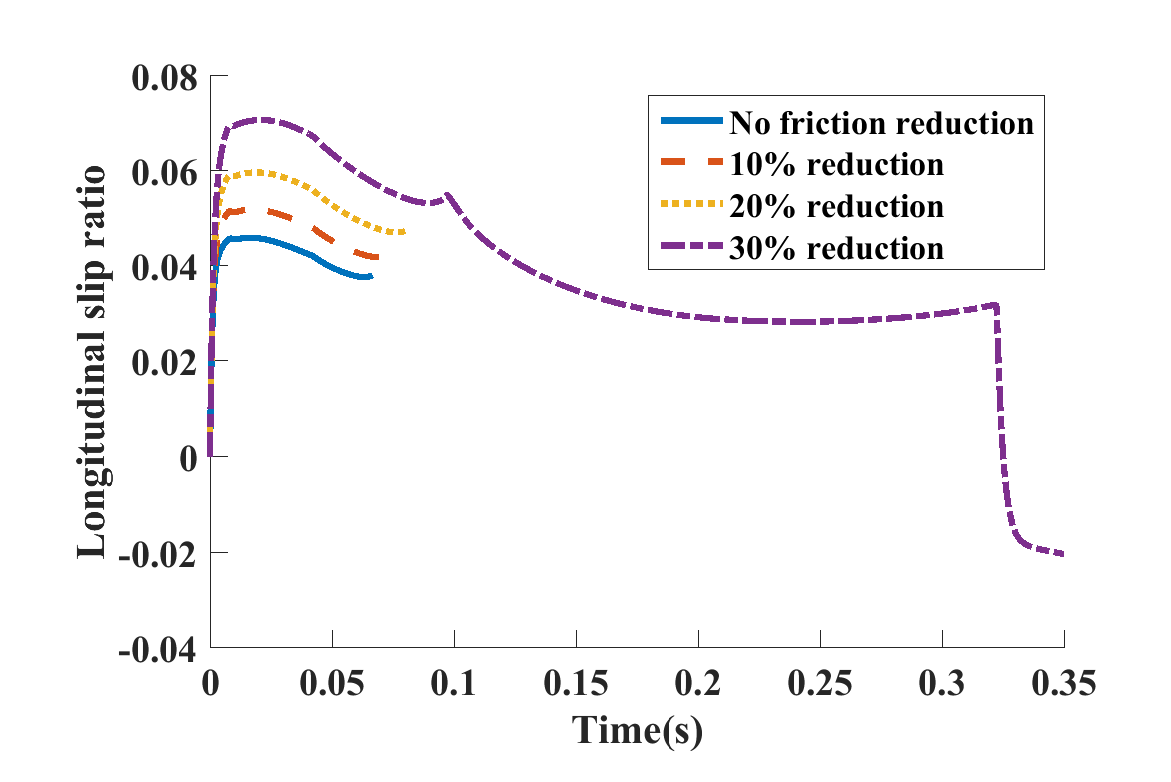 0.08
0.06
0.04
0.02
0
-0.02
-0.04
Longitudinal slip ratio
No friction reduction
10% reduction
20% reduction
30% reduction
0 0.05 0.1 0.15 0.2 0.25 0.3 0.35
Time(s)